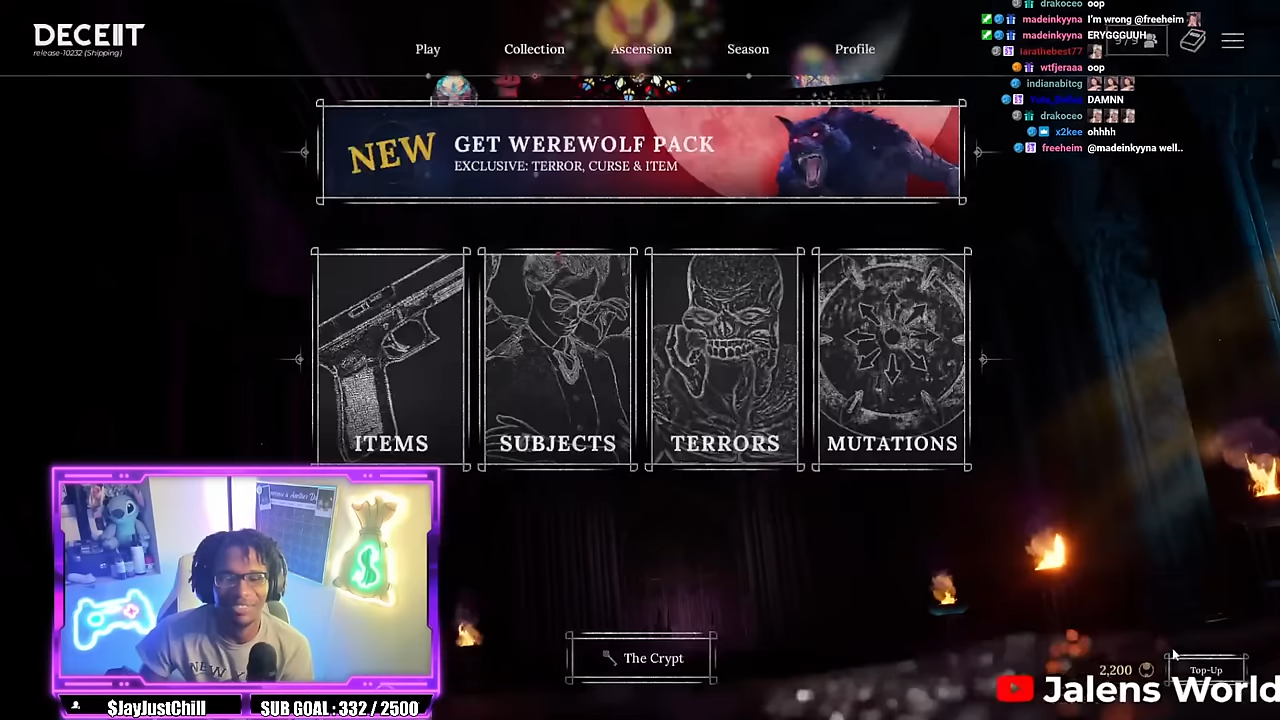 DECEIT
release-10232 (Shipping)
Play
Collection
Ascension
Season
Profile
drakoceo oop
madeinkyyna I'm wrong @freeheim
madeinkyyna ERYGGGUUH
larathebest77
wtfjeraaa oop
indianabitcg
DAMNN
drakoceo
x2kee ohhhh
freeheim @madeinkyyna well..
NEW
GET WEREWOLF PACK
EXCLUSIVE: TERROR, CURSE & ITEM
ITEMS
SUBJECTS
TERRORS
MUTATIONS
NEW
$JayJustChill
SUB GOAL : 332 / 2500
The Crypt
2,200
Top-Up
Jalens World